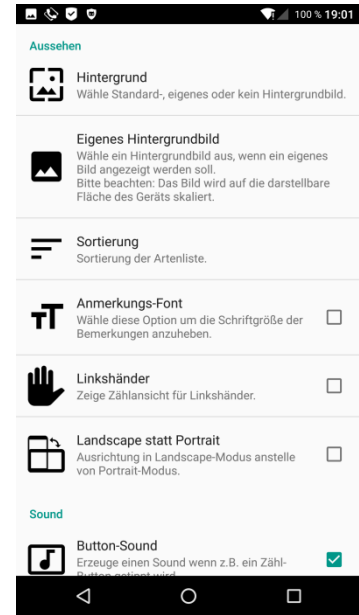 100 % 19:01
Aussehen
Hintergrund
Wähle Standard-, eigenes oder kein Hintergrundbild.
Eigenes Hintergrundbild
Wähle ein Hintergrundbild aus, wenn ein eigenes
Bild angezeigt werden soll.
Bitte beachten: Das Bild wird auf die darstellbare
Fläche des Geräts skaliert.
Sortierung
Sortierung der Artenliste.
Anmerkungs-Font
Wähle diese Option um die Schriftgröße der
Bemerkungen anzuheben.
Linkshänder
Zeige Zählansicht für Linkshänder.
Landscape statt Portrait
Ausrichtung in Landscape-Modus anstelle
von Portrait-Modus.
Sound
Button-Sound
Erzeuge einen Sound wenn z.B. ein Zähl-
Button getippt wird